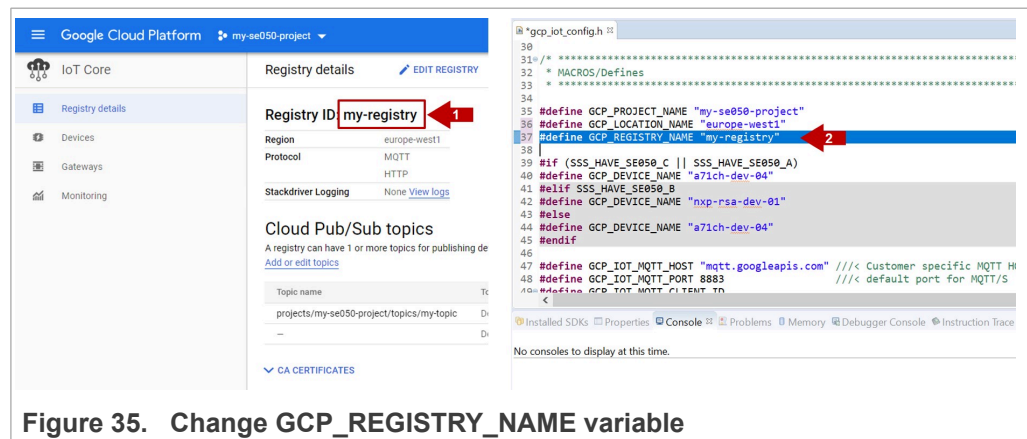 Google Cloud Platform my-se050-project
IoT Core
Registry details
Devices
Gateways
Monitoring
Registry details EDIT REGISTRY
Registry ID: my-registry 1
Region europe-west1
Protocol MQTT
HTTP
Stackdriver Logging None View logs
Cloud Pub/Sub topics
A registry can have 1 or more topics for publishing de
Add or edit topics
Topic name
projects/my-se050-project/topics/my-topic
–
CA CERTIFICATES
*gcp_iot_config.h
30
31 /* ******************************************************************************
32 * MACROS/Defines
33 * ******************************************************************************
34
35 #define GCP_PROJECT_NAME "my-se050-project"
36 #define GCP_LOCATION_NAME "europe-west1"
37 #define GCP_REGISTRY_NAME "my-registry" 2
38
39 #if (SSS_HAVE_SE050_C || SSS_HAVE_SE050_A)
40 #define GCP_DEVICE_NAME "a71ch-dev-04"
41 #elif SSS_HAVE_SE050_B
42 #define GCP_DEVICE_NAME "nxp-rsa-dev-01"
43 #else
44 #define GCP_DEVICE_NAME "a71ch-dev-04"
45 #endif
46
47 #define GCP_IOT_MQTT_HOST "mqtt.googleapis.com" ///< Customer specific MQTT HO
48 #define GCP_IOT_MQTT_PORT 8883 ///< default port for MQTT/S
49 #define GCP_IOT_MQTT_CLIENT_ID
Installed SDKs Properties Console Problems Memory Debugger Console Instruction Trace
No consoles to display at this time.
Figure 35. Change GCP_REGISTRY_NAME variable